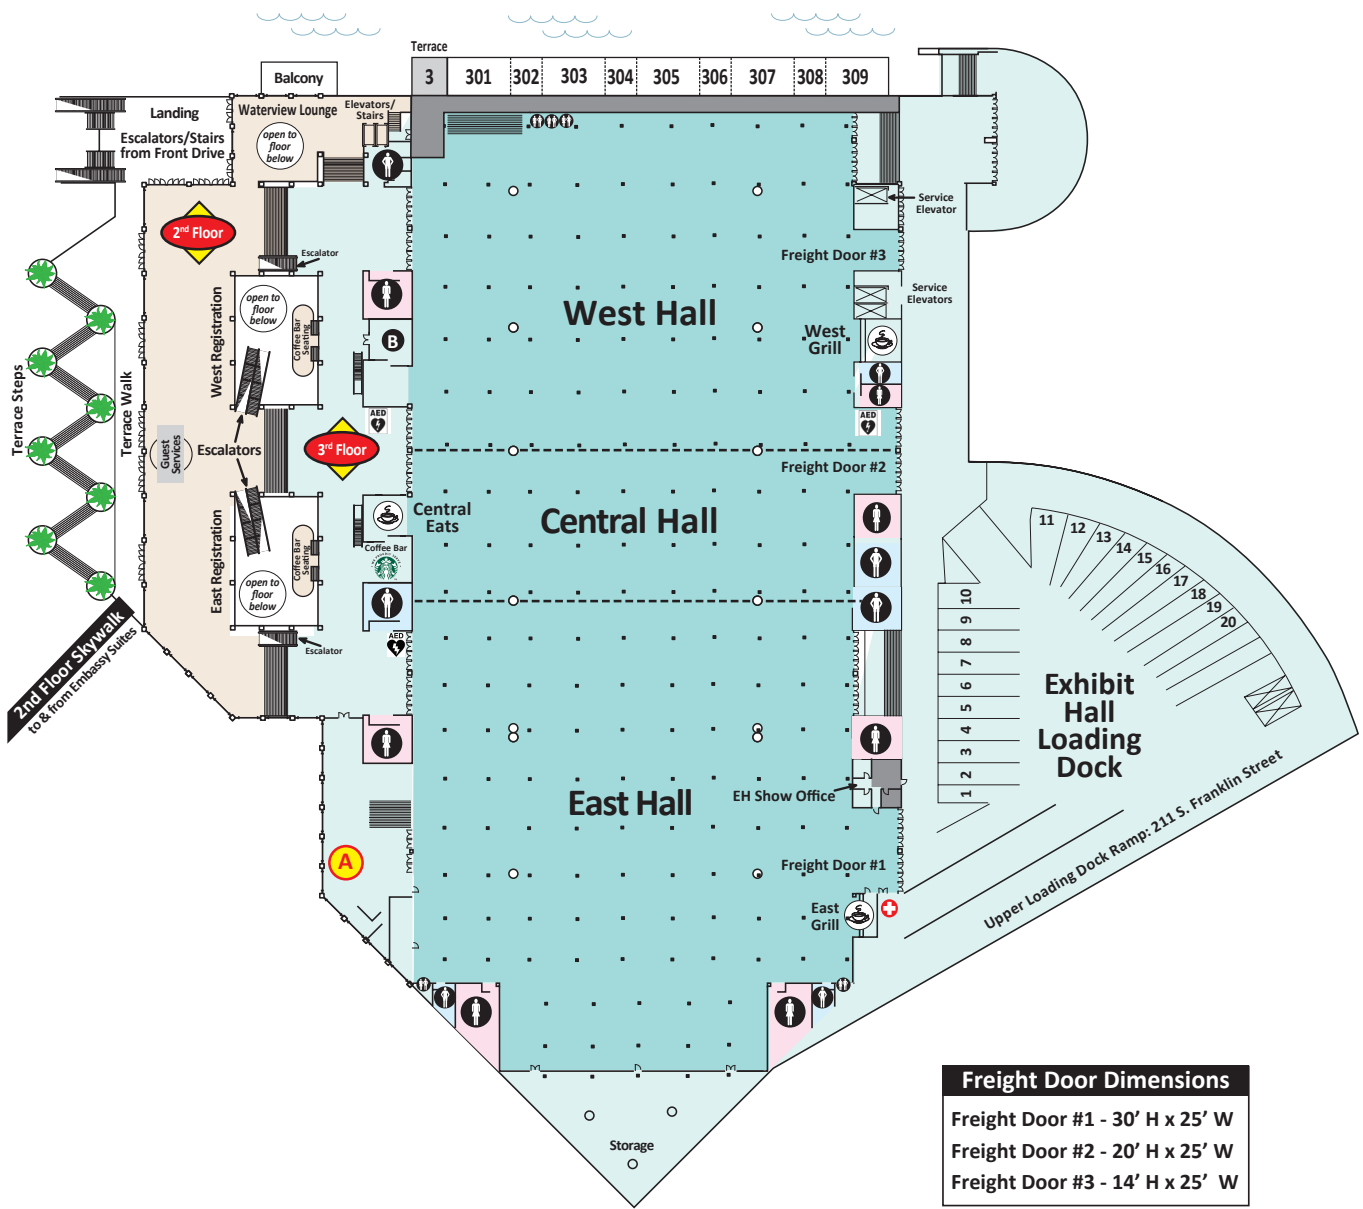 Terrace
3
301
302
303
304
305
306
307
308
309
Balcony
Landing
Escalators/Stairs
from Front Drive
Waterview Lounge
Elevators/
Stairs
open to
floor
below
2nd Floor
Escalator
Service
Elevator
Freight Door #3
Service
Elevators
West Hall
West
Grill
West Registration
open to
floor
below
Coffee Bar
Seating
B
AED
AED
Terrace Steps
Terrace Walk
Guest
Services
Escalators
3rd Floor
Freight Door #2
Central
Eats
Central Hall
Coffee Bar
East Registration
open to
floor
below
Coffee Bar
Seating
AED
Escalator
2nd Floor Skywalk
to & from Embassy Suites
11
12
13
14
15
16
17
18
19
20
10
9
8
7
6
5
4
3
2
1
Exhibit
Hall
Loading
Dock
EH Show Office
East Hall
A
Freight Door #1
East
Grill
Upper Loading Dock Ramp: 211 S. Franklin Street
Storage
Freight Door Dimensions
Freight Door #1 - 30’ H x 25’ W
Freight Door #2 - 20’ H x 25’ W
Freight Door #3 - 14’ H x 25’ W